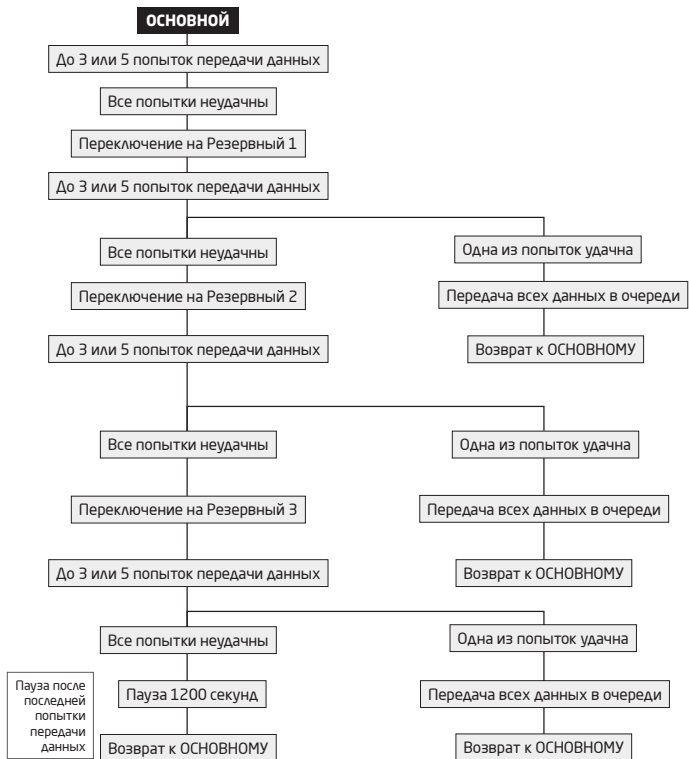 ОСНОВНОЙ
До 3 или 5 попыток передачи данных
Все попытки неудачны
Переключение на Резервный 1
До 3 или 5 попыток передачи данных
Все попытки неудачны
Одна из попыток удачна
Переключение на Резервный 2
Передача всех данных в очереди
До 3 или 5 попыток передачи данных
Возврат к ОСНОВНОМУ
Все попытки неудачны
Одна из попыток удачна
Переключение на Резервный 3
Передача всех данных в очереди
До 3 или 5 попыток передачи данных
Возврат к ОСНОВНОМУ
Все попытки неудачны
Одна из попыток удачна
Пауза после
последней
попытки
передачи
данных
Пауза 1200 секунд
Передача всех данных в очереди
Возврат к ОСНОВНОМУ
Возврат к ОСНОВНОМУ